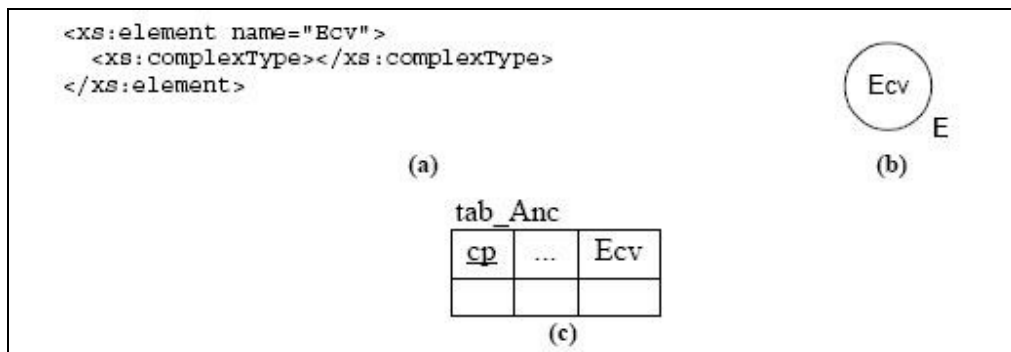 <xs:element name="Ecv">
<xs:complexType></xs:complexType>
</xs:element>
Ecv
E
(a)
(b)
tab_Anc
cp ... Ecv
(c)